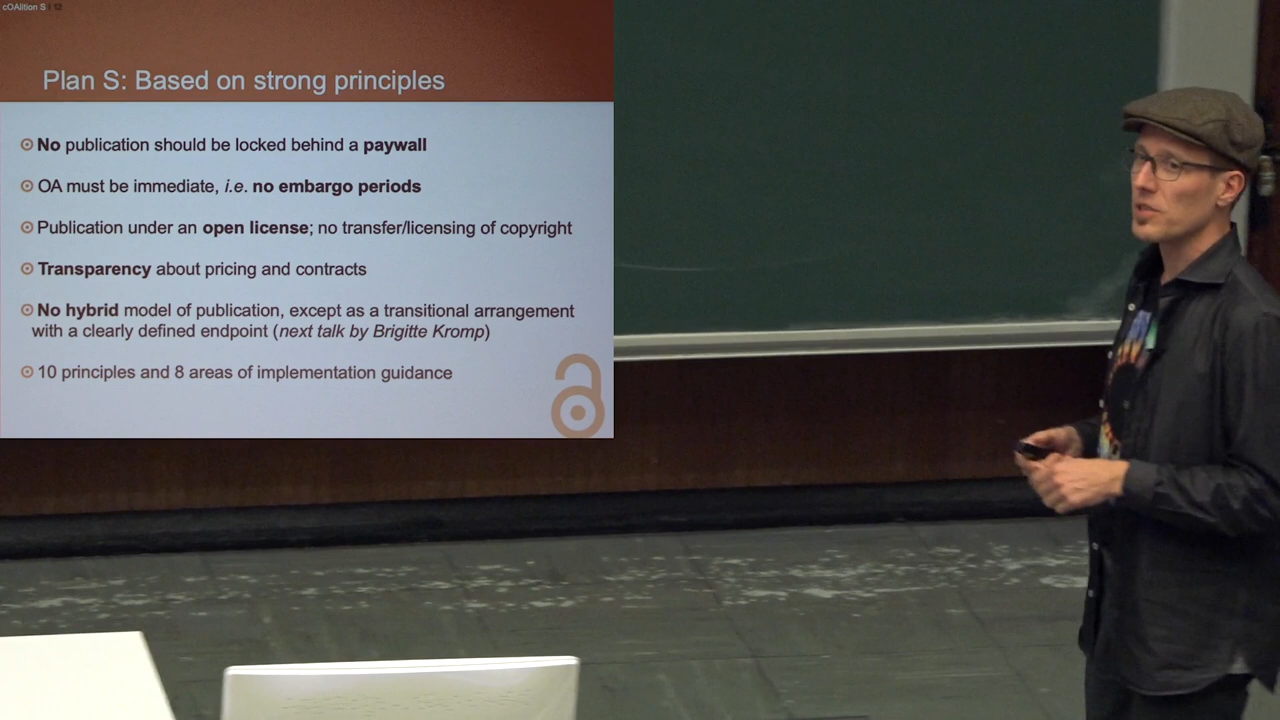 cOAlition S | 12
Plan S: Based on strong principles
No publication should be locked behind a paywall
OA must be immediate, i.e. no embargo periods
Publication under an open license; no transfer/licensing of copyright
Transparency about pricing and contracts
No hybrid model of publication, except as a transitional arrangement
with a clearly defined endpoint (next talk by Brigitte Kromp)
10 principles and 8 areas of implementation guidance